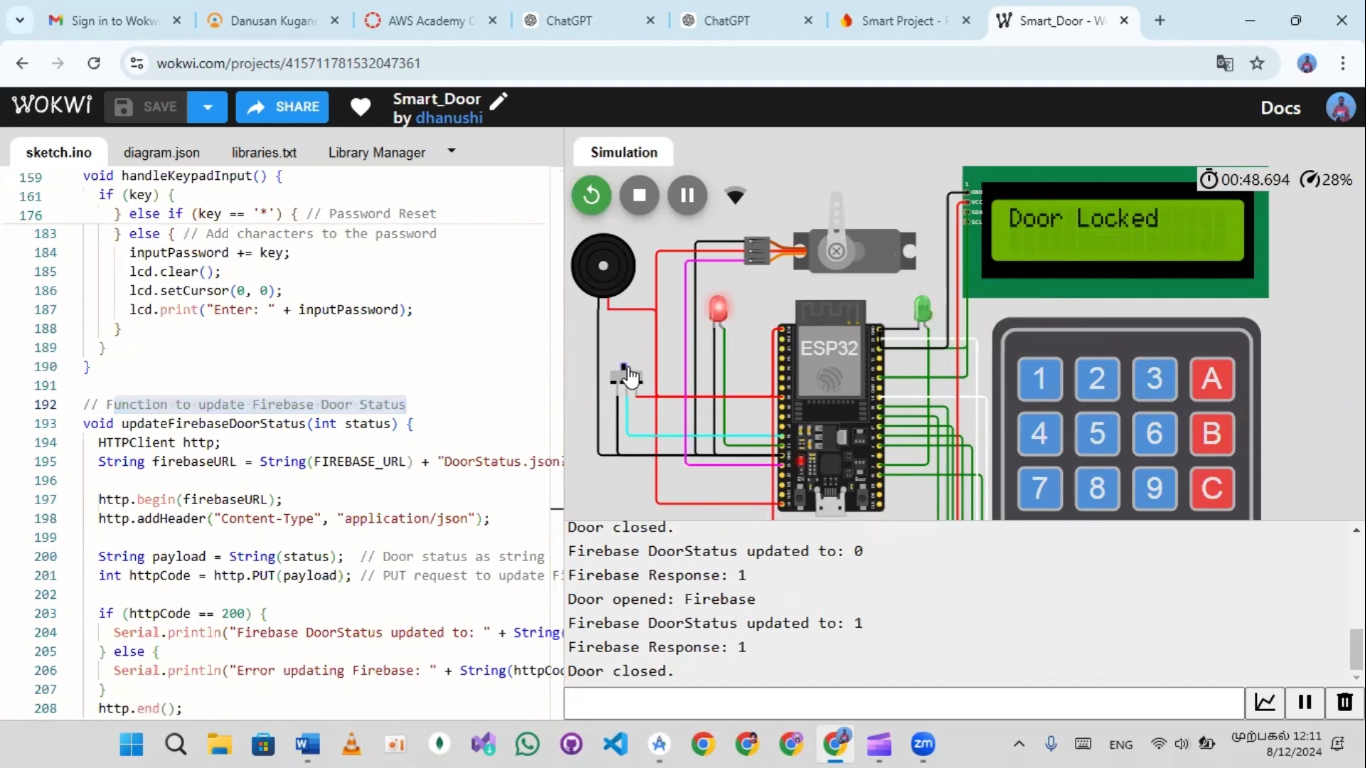 Sign in to Wokw
Danusan Kugane
AWS Academy C
ChatGPT
ChatGPT
Smart Project - F
Smart_Door - W
wokwi.com/projects/415711781532047361
WOKWI
SAVE
SHARE
Smart_Door
by dhanushi
Docs
sketch.ino
diagram.json
libraries.txt
Library Manager
159 void handleKeypadInput() {
161 if (key) {
176 } else if (key == '*') { // Password Reset
183 } else { // Add characters to the password
184 inputPassword += key;
185 lcd.clear();
186 lcd.setCursor(0, 0);
187 lcd.print("Enter: " + inputPassword);
188 }
189 }
190 }
191
192 // Function to update Firebase Door Status
193 void updateFirebaseDoorStatus(int status) {
194 HTTPClient http;
195 String firebaseURL = String(FIREBASE_URL) + "DoorStatus.json?
196
197 http.begin(firebaseURL);
198 http.addHeader("Content-Type", "application/json");
199
200 String payload = String(status); // Door status as string
201 int httpCode = http.PUT(payload); // PUT request to update Fi
202
203 if (httpCode == 200) {
204 Serial.println("Firebase DoorStatus updated to: " + String(
205 } else {
206 Serial.println("Error updating Firebase: " + String(httpCod
207 }
208 http.end();
Simulation
00:48.694 28%
Door Locked
ESP32
1 2 3 A
4 5 6 B
7 8 9 C
Door closed.
Firebase DoorStatus updated to: 0
Firebase Response: 1
Door opened: Firebase
Firebase DoorStatus updated to: 1
Firebase Response: 1
Door closed.
ENG
முற்பகல் 12:11
8/12/2024